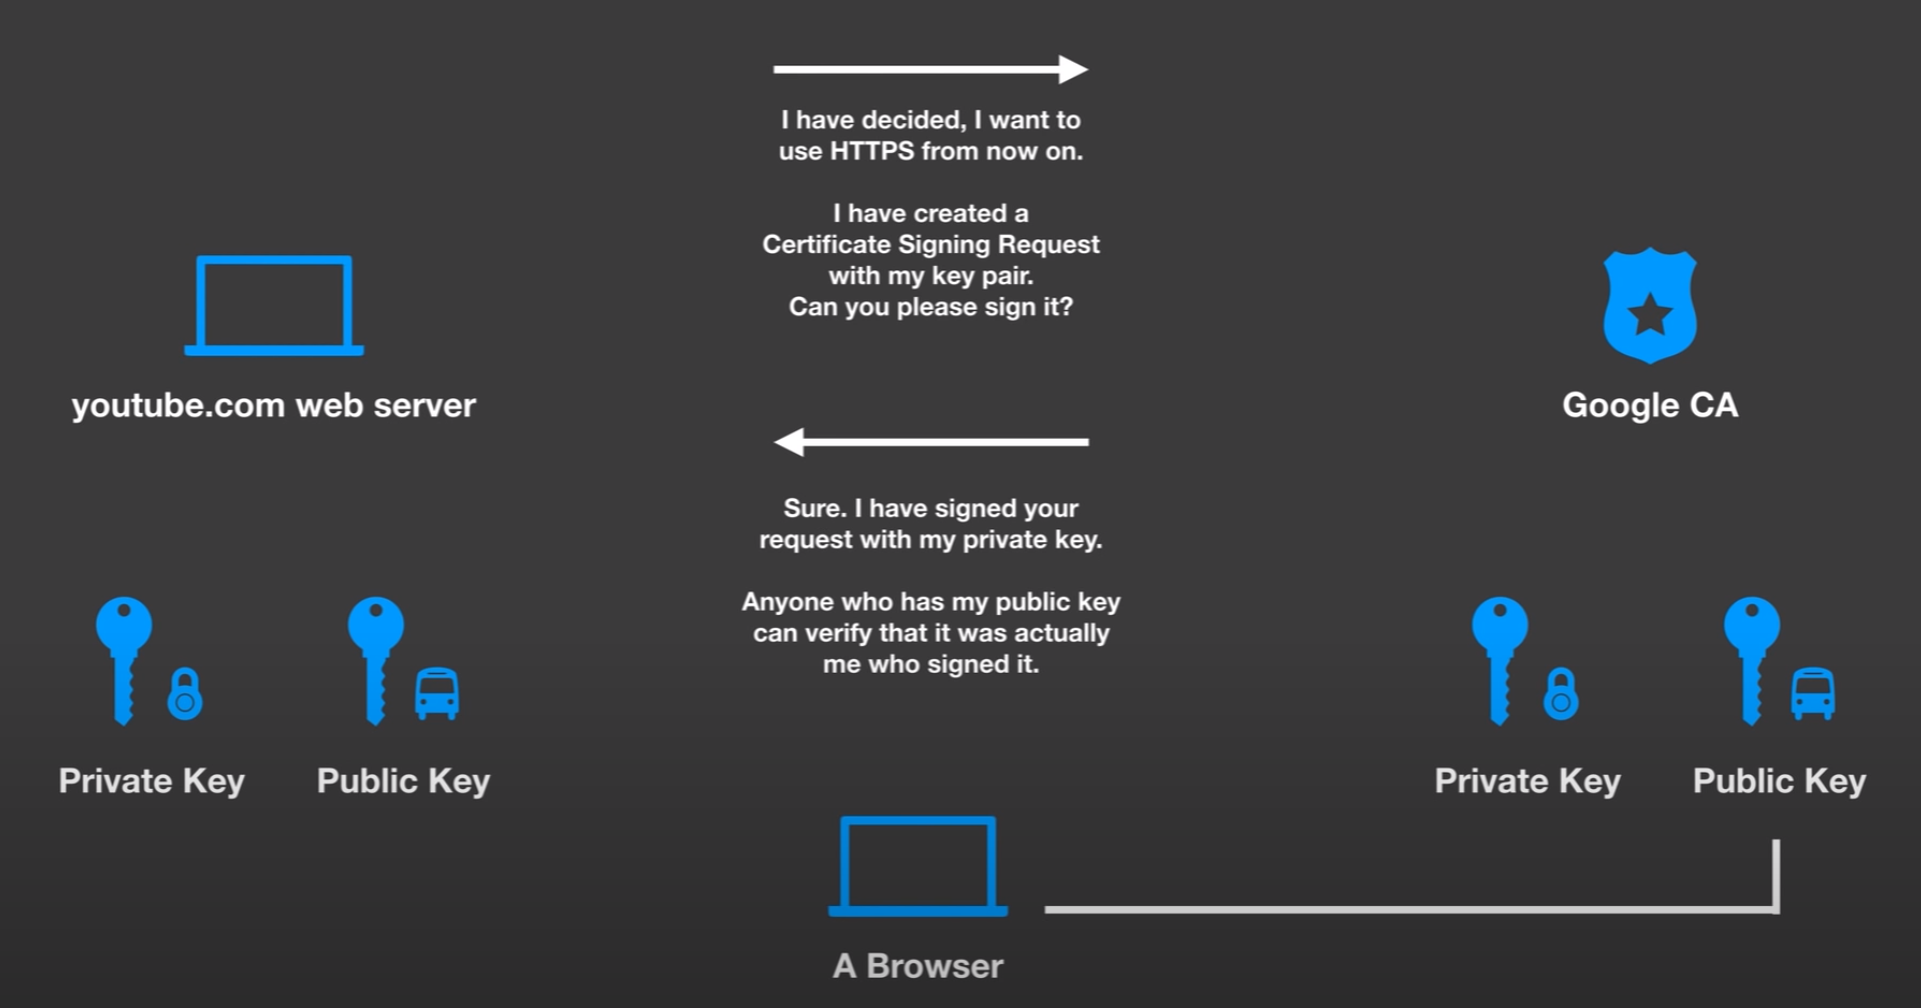 I have decided, I want to
use HTTPS from now on.
I have created a
Certificate Signing Request
with my key pair.
Can you please sign it?
youtube.com web server
Google CA
Sure. I have signed your
request with my private key.
Anyone who has my public key
can verify that it was actually
me who signed it.
Private Key
Public Key
Private Key
Public Key
A Browser